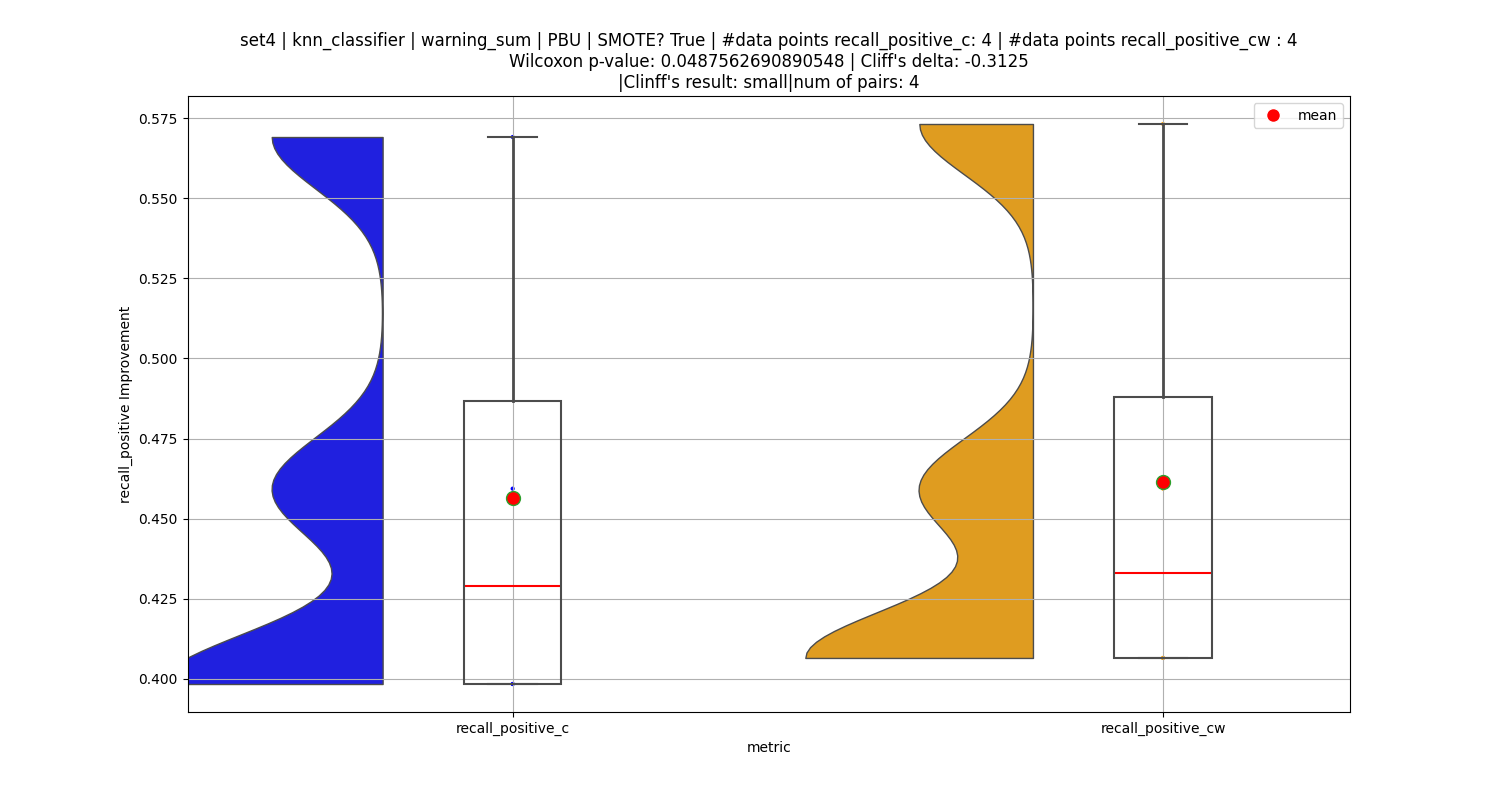 set4 | knn_classifier | warning_sum | PBU | SMOTE? True | #data points recall_positive_c: 4 | #data points recall_positive_cw : 4
Wilcoxon p-value: 0.0487562690890548 | Cliff's delta: -0.3125
|Clinff's result: small|num of pairs: 4
mean
0.575
0.550
0.525
0.500
0.475
0.450
0.425
0.400
recall_positive Improvement
recall_positive_c
recall_positive_cw
metric